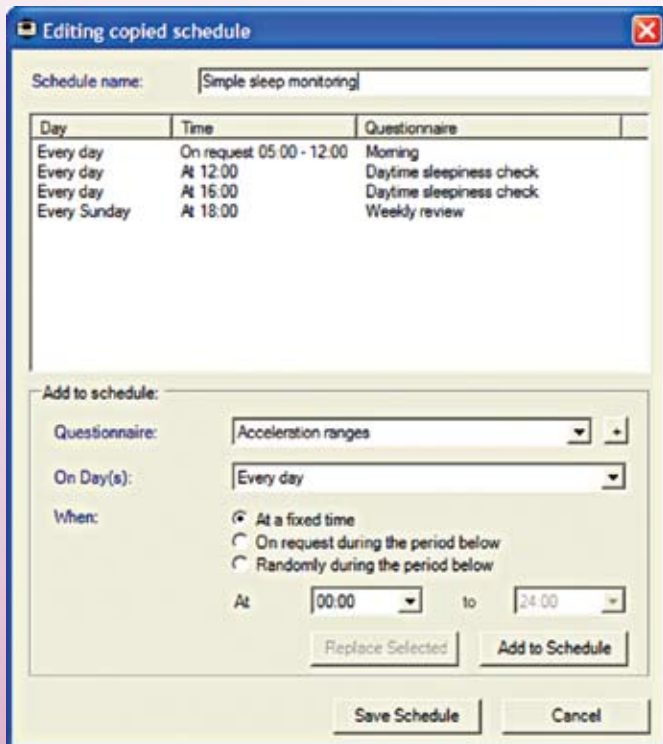 Editing copied schedule
Schedule name: Simple sleep monitoring
Day Time Questionnaire
Every day On request 05:00 - 12:00 Morning
Every day At 12:00 Daytime sleepiness check
Every day At 16:00 Daytime sleepiness check
Every Sunday At 18:00 Weekly review
Add to schedule:
Questionnaire: Acceleration ranges +
On Day(s): Every day
When: At a fixed time
On request during the period below
Randomly during the period below
At 00:00 to 24:00
Replace Selected Add to Schedule
Save Schedule Cancel